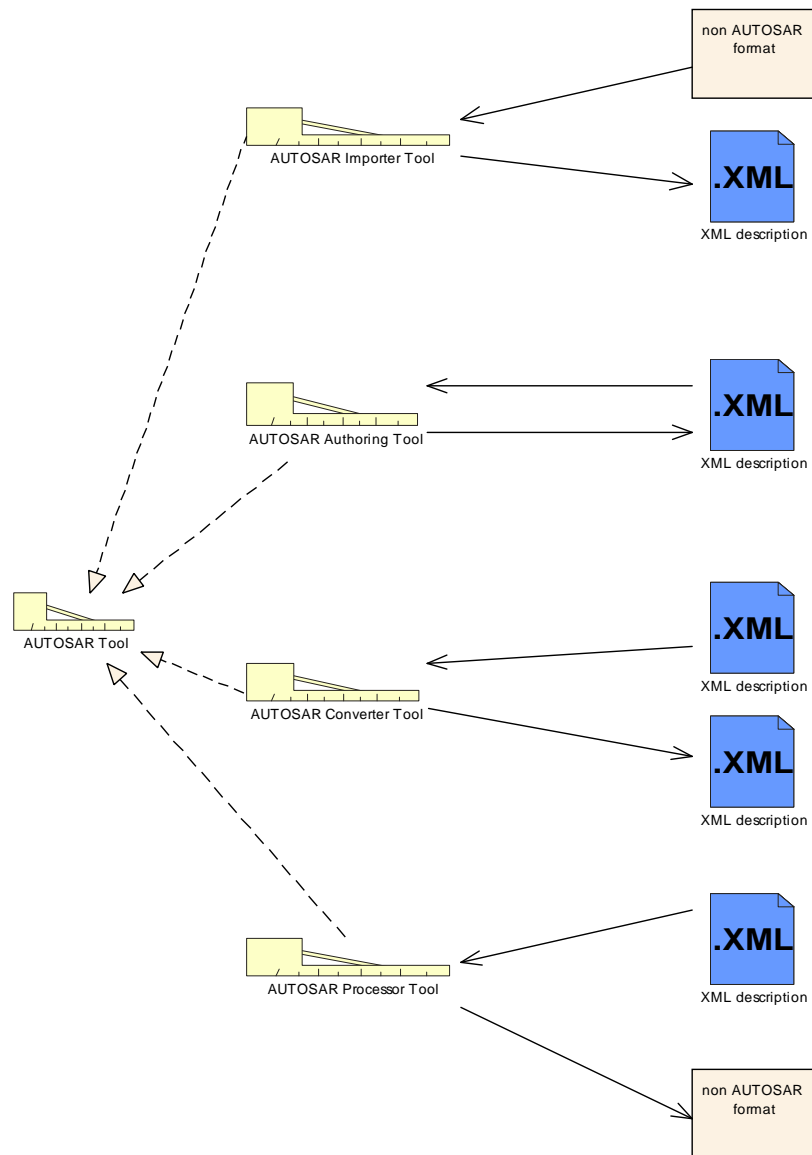 non AUTOSAR
format
AUTOSAR Importer Tool
.XML
XML description
.XML
AUTOSAR Authoring Tool
XML description
.XML
AUTOSAR Tool
XML description
AUTOSAR Converter Tool
.XML
XML description
.XML
AUTOSAR Processor Tool
XML description
non AUTOSAR
format